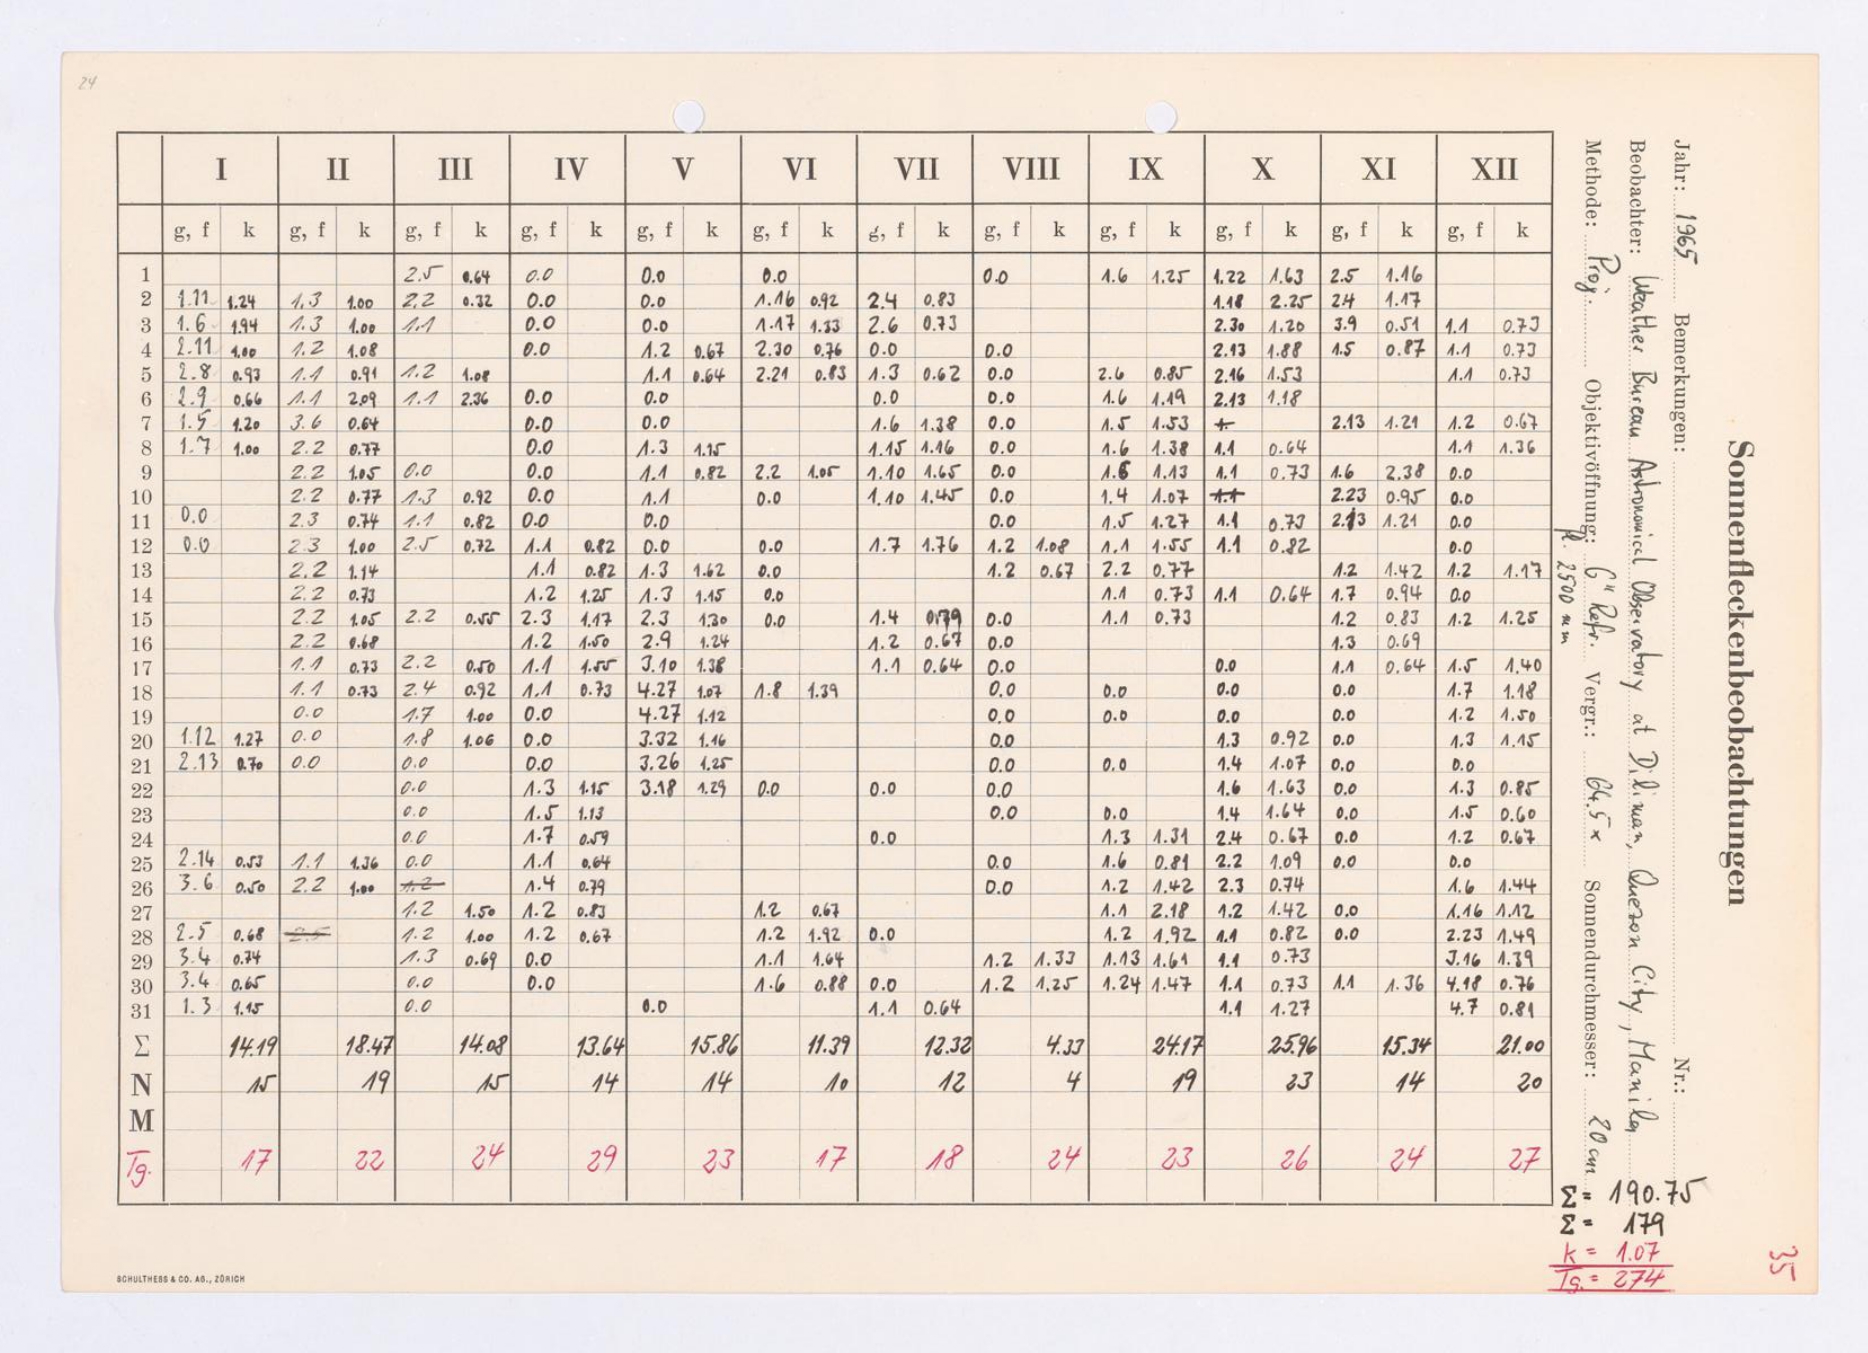 24
I II III IV V VI VII VIII IX X XI XII
g, f k g, f k g, f k g, f k g, f k g, f k g, f k g, f k g, f k g, f k g, f k g, f k
1 2.5 0.64 0.0 0.0 0.0 0.0 1.6 1.25 1.22 1.63 2.5 1.16
2 1.11 1.24 1.3 1.00 2.2 0.32 0.0 0.0 1.16 0.92 2.4 0.83 1.18 2.25 24 1.17
3 1.6 1.94 1.3 1.00 1.1 0.0 0.0 1.17 1.33 2.6 0.73 2.30 1.20 3.9 0.51 1.1 0.73
4 2.11 1.00 1.2 1.08 0.0 1.2 0.67 2.30 0.76 0.0 0.0 2.13 1.88 1.5 0.87 1.1 0.73
5 2.8 0.93 1.1 0.91 1.2 1.08 1.1 0.64 2.21 0.83 1.3 0.62 0.0 2.6 0.85 2.16 1.53 1.1 0.73
6 2.9 0.66 1.1 2.09 1.1 2.36 0.0 0.0 0.0 0.0 1.6 1.19 2.13 1.18
7 1.5 1.20 3.6 0.64 0.0 0.0 1.6 1.38 0.0 1.5 1.53 2.13 1.21 1.2 0.67
8 1.7 1.00 2.2 0.77 0.0 1.3 1.15 1.15 1.16 0.0 1.6 1.38 1.1 0.64 1.1 1.36
9 2.2 1.05 0.0 0.0 1.1 0.82 2.2 1.05 1.10 1.65 0.0 1.6 1.13 1.1 0.73 1.6 2.38 0.0
10 2.2 0.77 1.3 0.92 0.0 1.1 0.0 1.10 1.45 0.0 1.4 1.07 1.1 2.23 0.95 0.0
11 0.0 2.3 0.74 1.1 0.82 0.0 0.0 0.0 1.5 1.27 1.1 0.73 2.13 1.21 0.0
12 0.0 2.3 1.00 2.5 0.72 1.1 0.82 0.0 0.0 1.7 1.76 1.2 1.08 1.1 1.55 1.1 0.82 0.0
13 2.2 1.14 1.1 0.82 1.3 1.62 0.0 1.2 0.67 2.2 0.77 1.2 1.42 1.2 1.17
14 2.2 0.73 1.2 1.25 1.3 1.15 0.0 1.1 0.73 1.1 0.64 1.7 0.94 0.0
15 2.2 1.05 2.2 0.55 2.3 1.17 2.3 1.30 0.0 1.4 0.79 0.0 1.1 0.73 1.2 0.83 1.2 1.25
16 2.2 0.68 1.2 1.50 2.9 1.24 1.2 0.67 0.0 1.3 0.69
17 1.1 0.73 2.2 0.50 1.1 1.55 3.10 1.38 1.1 0.64 0.0 0.0 1.1 0.64 1.5 1.40
18 1.1 0.73 2.4 0.92 1.1 0.73 4.27 1.07 1.8 1.39 0.0 0.0 0.0 0.0 1.7 1.18
19 0.0 1.7 1.00 0.0 4.27 1.12 0.0 0.0 0.0 0.0 1.2 1.50
20 1.12 1.27 0.0 1.8 1.06 0.0 3.32 1.16 0.0 1.3 0.92 0.0 1.3 1.15
21 2.13 0.70 0.0 0.0 0.0 3.26 1.25 0.0 0.0 1.4 1.07 0.0 0.0
22 0.0 1.3 1.15 3.18 1.29 0.0 0.0 0.0 1.6 1.63 0.0 1.3 0.85
23 0.0 1.5 1.13 0.0 0.0 1.4 1.64 0.0 1.5 0.60
24 0.0 1.7 0.59 0.0 1.3 1.31 2.4 0.67 0.0 1.2 0.67
25 2.14 0.53 1.1 1.36 0.0 1.1 0.64 0.0 1.6 0.81 2.2 1.09 0.0 0.0
26 3.6 0.50 2.2 1.00 1.2 1.4 0.79 0.0 1.2 1.42 2.3 0.74 1.6 1.44
27 1.2 1.50 1.2 0.83 1.2 0.67 1.1 2.18 1.2 1.42 0.0 1.16 1.12
28 2.5 0.68 2.5 1.2 1.00 1.2 0.67 1.2 1.92 0.0 1.2 1.92 1.1 0.82 0.0 2.23 1.49
29 3.4 0.74 1.3 0.69 0.0 1.1 1.64 1.2 1.33 1.13 1.61 1.1 0.73 3.16 1.39
30 3.4 0.65 0.0 0.0 1.6 0.88 0.0 1.2 1.25 1.24 1.47 1.1 0.73 1.1 1.36 4.18 0.76
31 1.3 1.15 0.0 0.0 1.1 0.64 1.1 1.27 4.7 0.81
Σ 14.19 18.47 14.08 13.64 15.86 11.39 12.32 4.33 24.17 25.96 15.34 21.00
N 15 19 15 14 14 10 12 4 19 23 14 20
M
Tg. 17 22 24 29 23 17 18 24 23 26 24 27
Sonnenfleckenbeobachtungen
Jahr: 1965 Bemerkungen: Nr.:
Beobachter: Weather Bureau Astronomical Observatory at Diliman, Quezon City, Manila
Methode: Proj. Objektivöffnung: 6" Refr. Vergr.: 64.5 x Sonnendurchmesser: 20 cm
f. 2500 mm
Σ = 190.75
Σ = 179
k = 1.07
Tg. = 274
35
SCHULTHESS & CO. AG., ZÜRICH